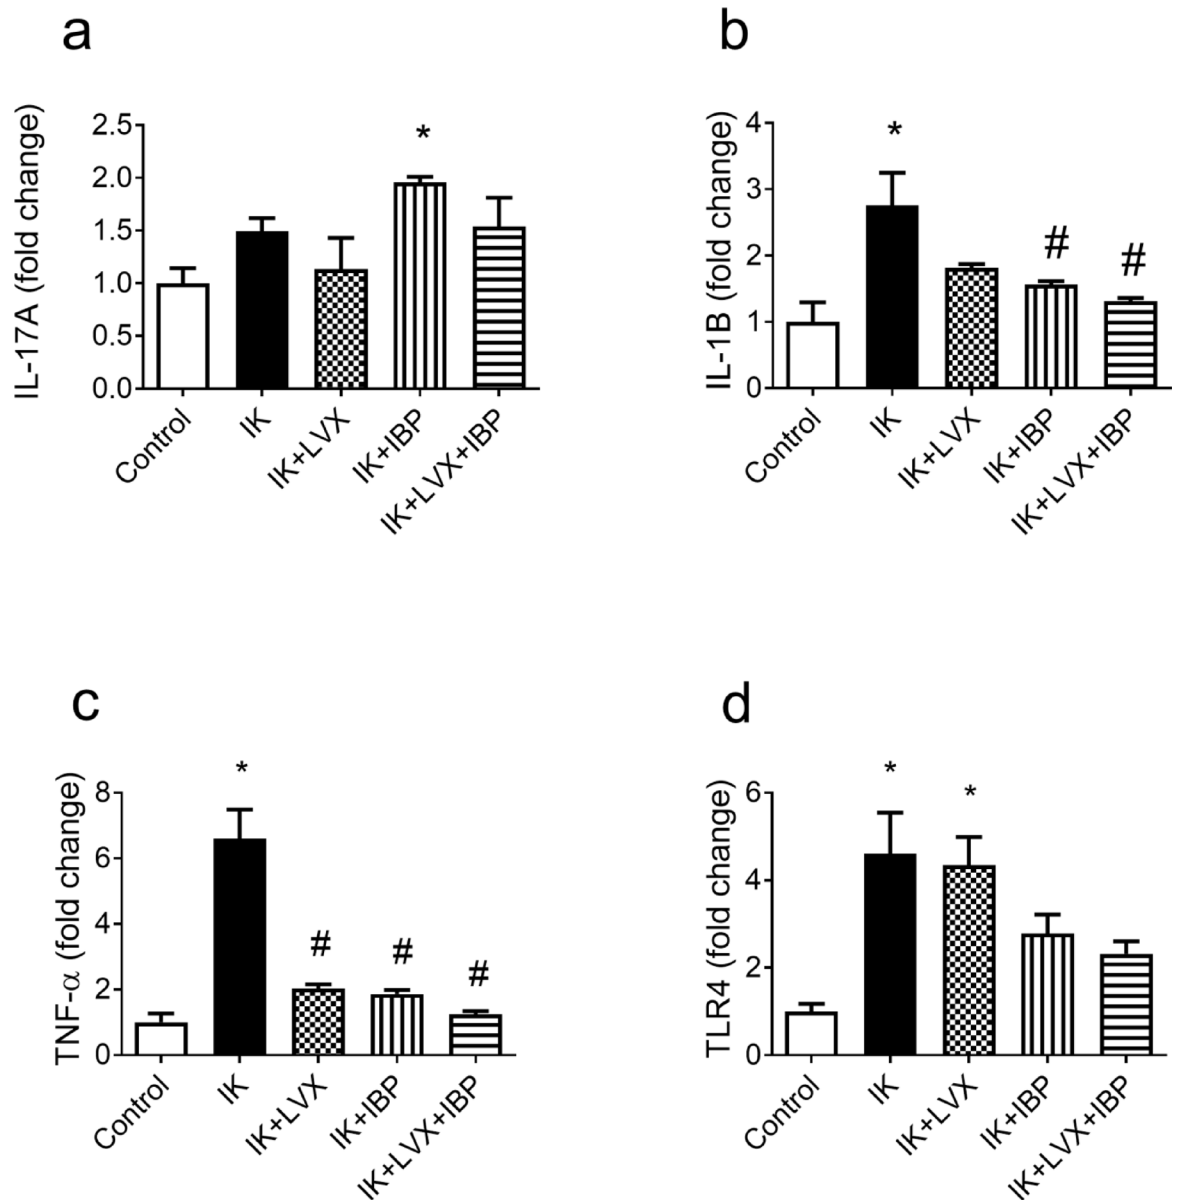 a
IL-17A (fold change)
2.5
2.0
1.5
1.0
0.5
0.0
*
Control
IK
IK+LVX
IK+IBP
IK+LVX+IBP
b
IL-1B (fold change)
4
3
2
1
0
*
#
#
Control
IK
IK+LVX
IK+IBP
IK+LVX+IBP
c
TNF-α (fold change)
8
6
4
2
0
*
#
#
#
Control
IK
IK+LVX
IK+IBP
IK+LVX+IBP
d
TLR4 (fold change)
6
4
2
0
*
*
Control
IK
IK+LVX
IK+IBP
IK+LVX+IBP